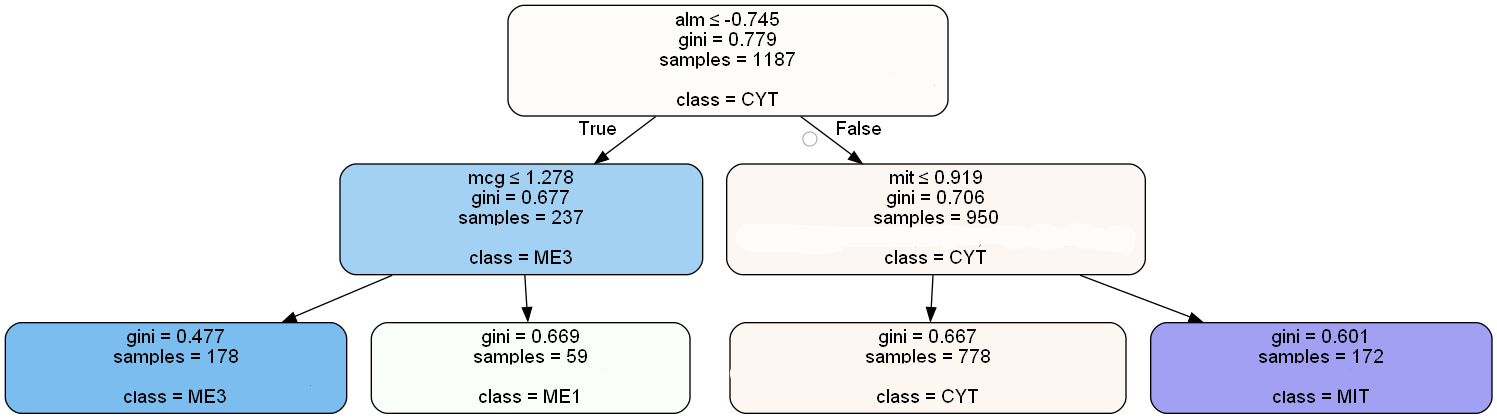 alm ≤ -0.745
gini = 0.779
samples = 1187
class = CYT
True
False
mcg ≤ 1.278
gini = 0.677
samples = 237
class = ME3
mit ≤ 0.919
gini = 0.706
samples = 950
class = CYT
gini = 0.477
samples = 178
class = ME3
gini = 0.669
samples = 59
class = ME1
gini = 0.667
samples = 778
class = CYT
gini = 0.601
samples = 172
class = MIT